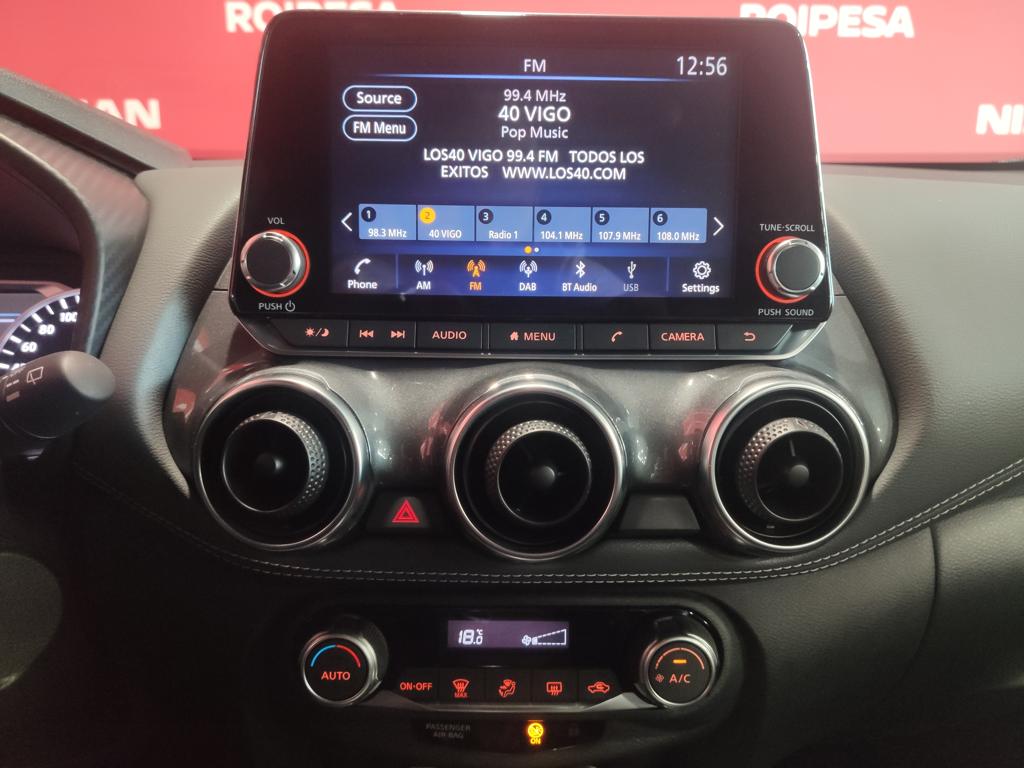 ROIPESA
ROIPESA
FM
12:56
Source
FM Menu
99.4 MHz
40 VIGO
Pop Music
LOS40 VIGO 99.4 FM TODOS LOS
EXITOS WWW.LOS40.COM
1 98.3 MHz
2 40 VIGO
3 Radio 1
4 104.1 MHz
5 107.9 MHz
6 108.0 MHz
Phone
AM
FM
DAB
BT Audio
USB
Settings
VOL
PUSH
TUNE·SCROLL
PUSH SOUND
AUDIO
MENU
CAMERA
100
80
60
18.0 °C
AUTO
ON·OFF
MAX
A/C
PASSENGER
AIR BAG
ON